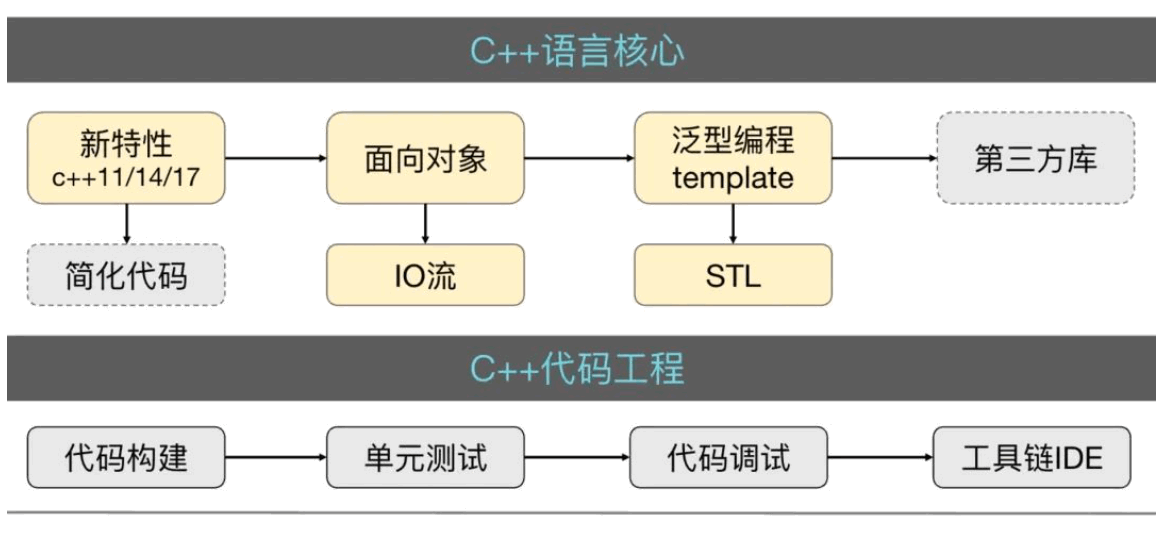 C++语言核心
新特性
c++11/14/17
面向对象
泛型编程
template
第三方库
简化代码
IO流
STL
C++代码工程
代码构建
单元测试
代码调试
工具链IDE